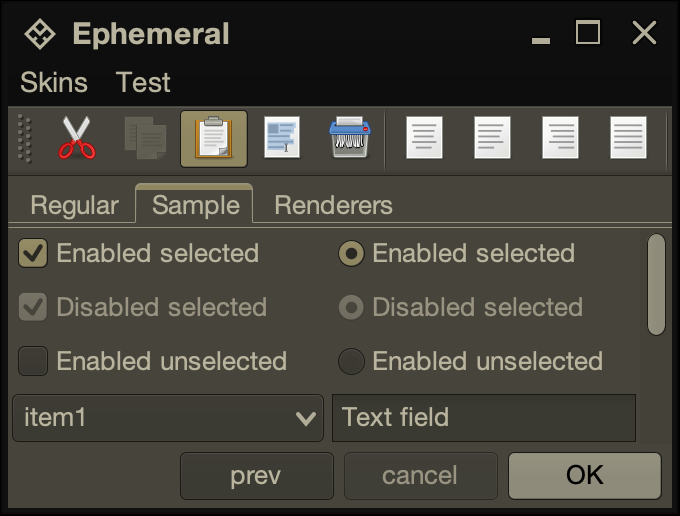 Ephemeral
Skins Test
Regular Sample Renderers
Enabled selected Enabled selected
Disabled selected Disabled selected
Enabled unselected Enabled unselected
item1 Text field
prev cancel OK